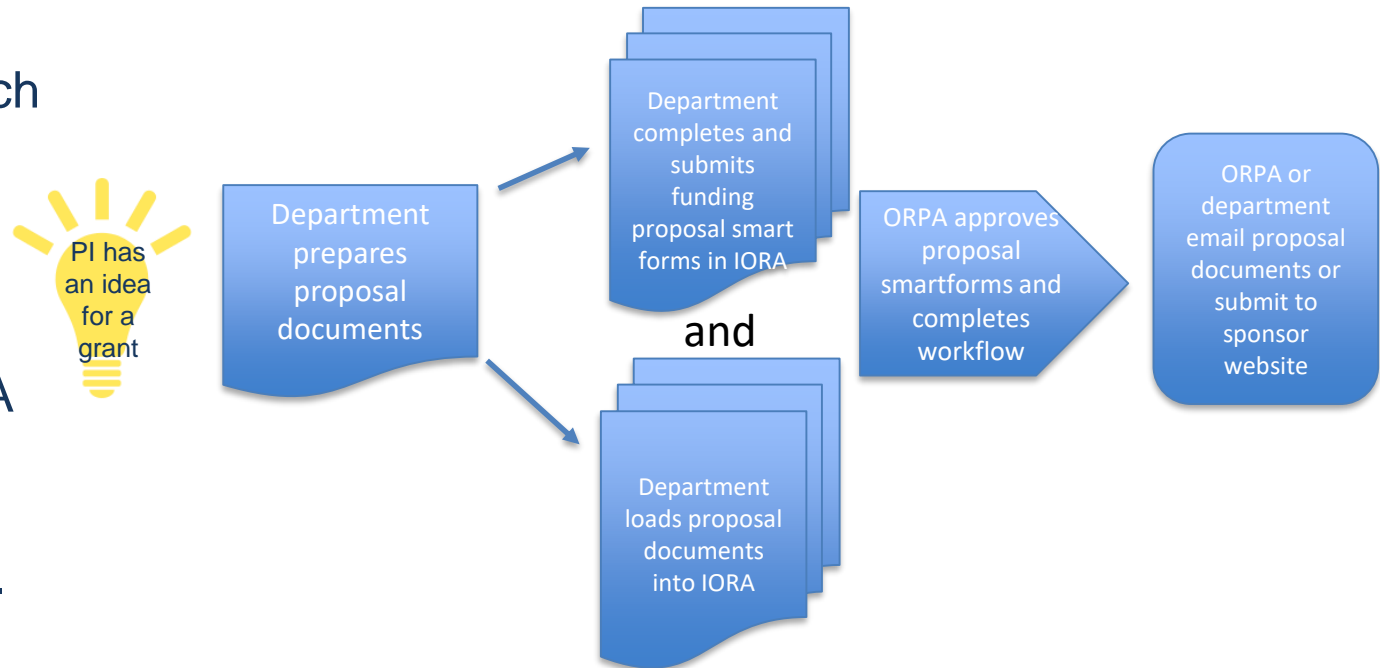 ch
A
.
PI has
an idea
for a
grant
Department
prepares
proposal
documents
Department
completes and
submits
funding
proposal smart
forms in IORA
and
Department
loads proposal
documents
into IORA
ORPA approves
proposal
smartforms and
completes
workflow
ORPA or
department
email proposal
documents or
submit to
sponsor
website